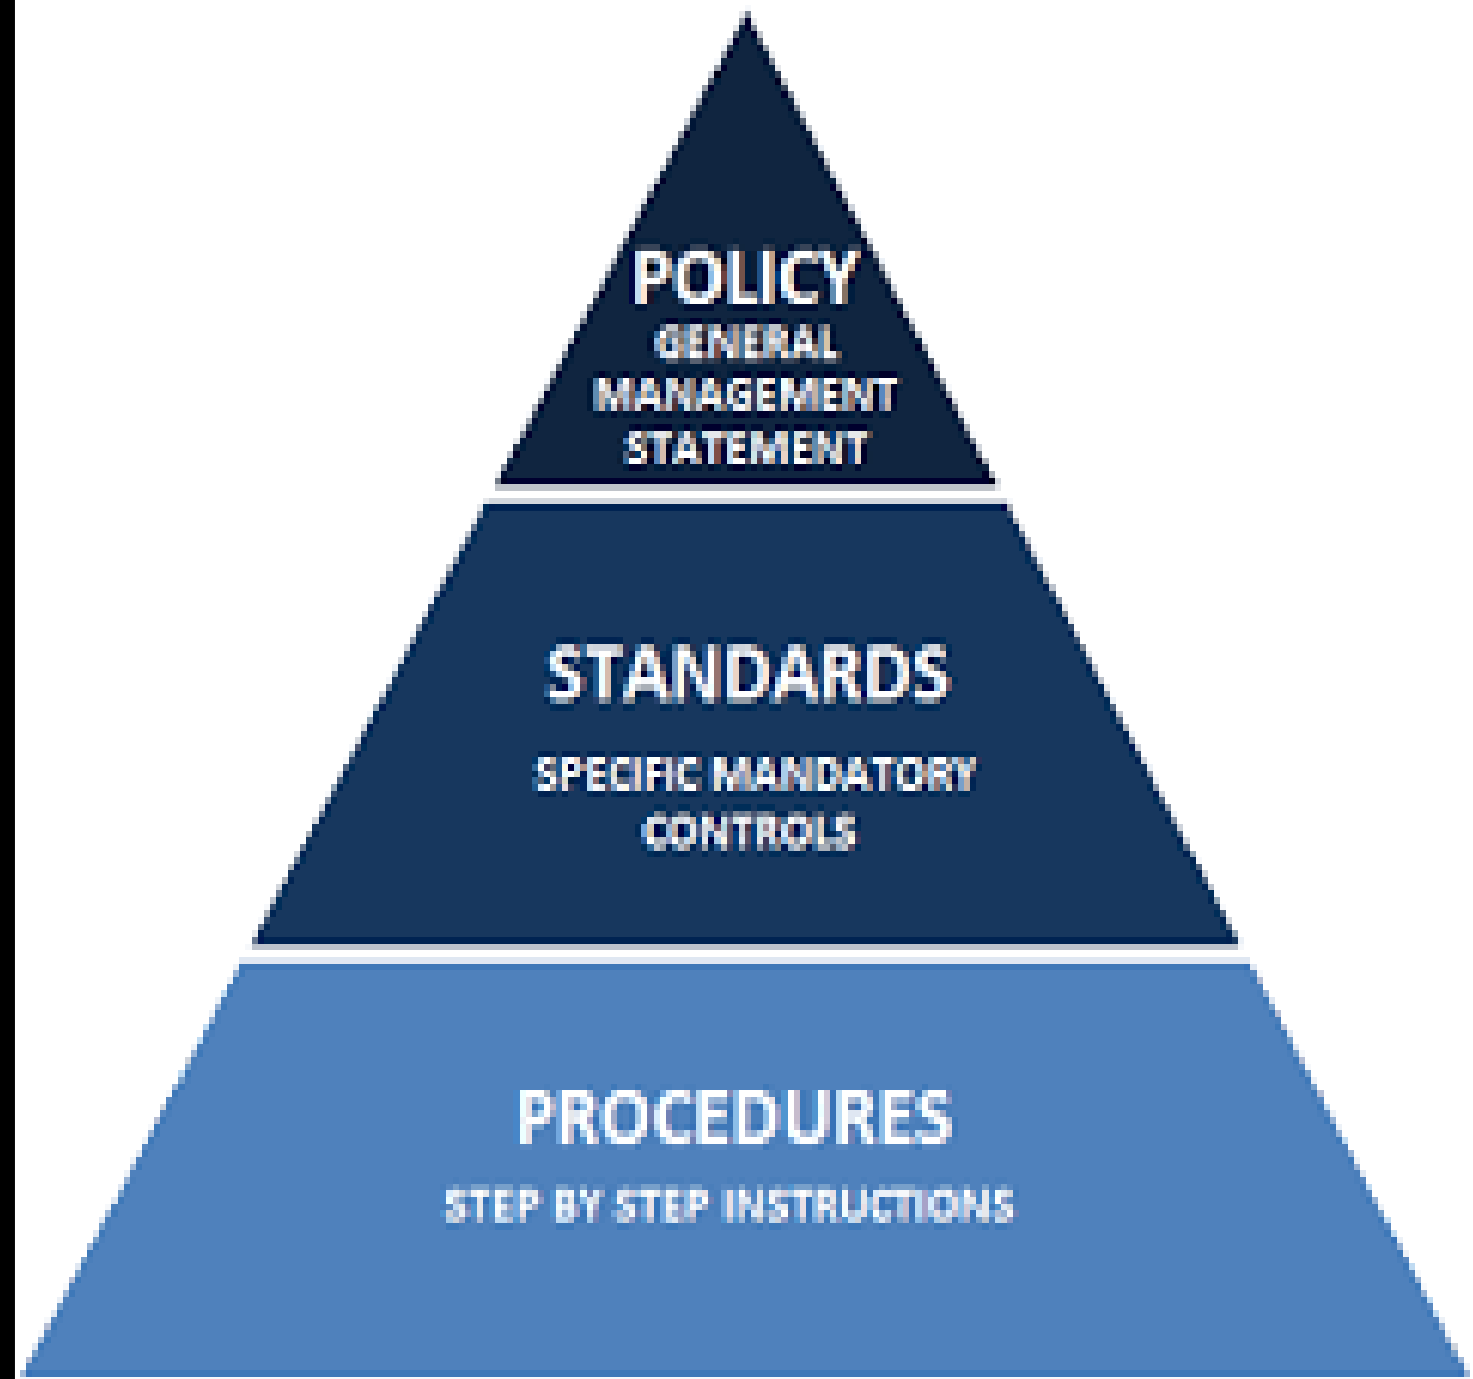 POLICY
GENERAL
MANAGEMENT
STATEMENT
STANDARDS
SPECIFIC MANDATORY
CONTROLS
PROCEDURES
STEP BY STEP INSTRUCTIONS